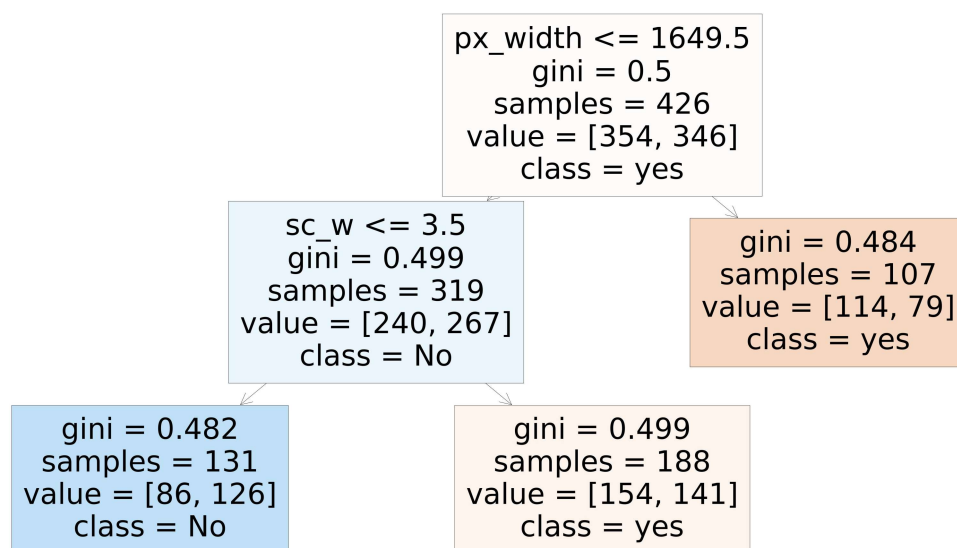 px_width <= 1649.5
gini = 0.5
samples = 426
value = [354, 346]
class = yes
sc_w <= 3.5
gini = 0.499
samples = 319
value = [240, 267]
class = No
gini = 0.484
samples = 107
value = [114, 79]
class = yes
gini = 0.482
samples = 131
value = [86, 126]
class = No
gini = 0.499
samples = 188
value = [154, 141]
class = yes